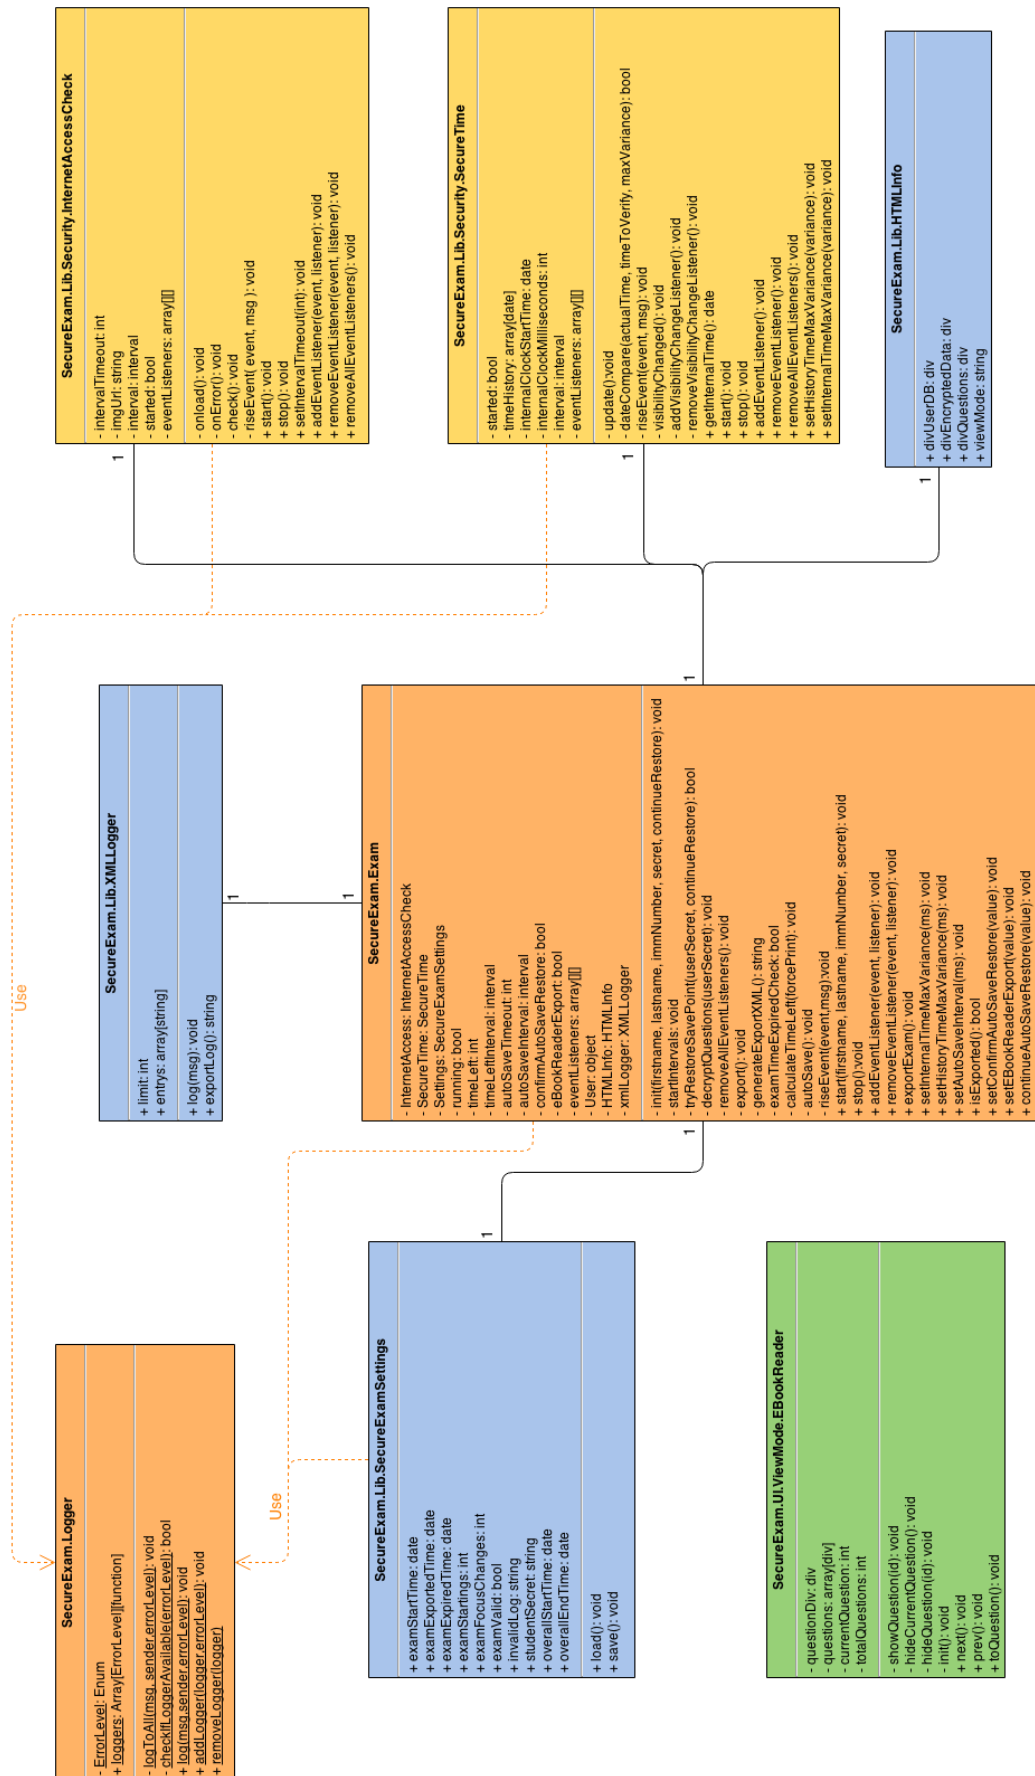 SecureExam.Logger
- ErrorLevel: Enum
+ loggers: Array[ErrorLevel][function]
- logToAll(msg, sender,errorLevel): void
- checkIfLoggerAvailable(errorLevel): bool
+ log(msg,sender,errorLevel): void
+ addLogger(logger,errorLevel): void
+ removeLogger(logger)
Use
Use
SecureExam.Lib.XMLLogger
+ limit: int
+ entrys: array[string]
+ log(msg): void
+ exportLog(): string
1
1
SecureExam.Lib.Security.InternetAccessCheck
- intervalTimeout: int
- imgUrl: string
- interval: interval
- started: bool
- eventListeners: array[][]
- onload(): void
- onError(): void
- check(): void
- riseEvent( event, msg ): void
+ start(): void
+ stop(): void
+ setIntervalTimeout(int): void
+ addEventListener(event, listener): void
+ removeEventListener(event, listener): void
+ removeAllEventListeners(): void
1
SecureExam.Lib.SecureExamSettings
+ examStartTime: date
+ examExportedTime: date
+ examExpiredTime: date
+ examStartings: int
+ examFocusChanges: int
+ examValid: bool
+ invalidLog: string
+ studentSecret: string
+ overallStartTime: date
+ overallEndTime: date
+ load(): void
+ save(): void
1
1
SecureExam.Exam
- InternetAccess: InternetAccessCheck
- SecureTime: SecureTime
- Settings: SecureExamSettings
- running: bool
- timeLeft: int
- timeLeftInterval: interval
- autoSaveTimeout: int
- autoSaveInterval: interval
- confirmAutoSaveRestore: bool
- eBookReaderExport: bool
- eventListeners: array[][]
- User: object
- HTMLInfo: HTMLInfo
- xmlLogger: XMLLogger
- init(firstname, lastname, immNumber, secret, continueRestore): void
- startIntervals: void
- tryRestoreSavePoint(userSecret, continueRestore): bool
- decryptQuestions(userSecret): void
- removeAllEventListeners(): void
- export(): void
- generateExportXML(): string
- examTimeExpiredCheck: bool
- calculateTimeLeft(forcePrint): void
- autoSave(): void
- riseEvent(event,msg):void
+ start(firstname, lastname, immNumber, secret): void
+ stop():void
+ addEventListener(event, listener): void
+ removeEventListener(event, listener): void
+ exportExam(): void
+ setInternalTimeMaxVariance(ms): void
+ setHistoryTimeMaxVariance(ms): void
+ setAutoSaveInterval(ms): void
+ isExported(): bool
+ setConfirmAutoSaveRestore(value): void
+ setEBookReaderExport(value): void
+ continueAutoSaveRestore(value): void
1
SecureExam.Lib.Security.SecureTime
- started: bool
- timeHistory: array[date]
- internalClockStartTime: date
- internalClockMilliseconds: int
- interval: interval
- eventListeners: array[][]
- update():void
- dateCompare(actualTime, timeToVerify, maxVariance): bool
- riseEvent(event, msg): void
- visibilityChanged(): void
- addVisibilityChangeListener(): void
- removeVisibilityChangeListener(): void
+ getInternalTime(): date
+ start(): void
+ stop(): void
+ addEventListener(): void
+ removeEventListener(): void
+ removeAllEventListeners(): void
+ setHistoryTimeMaxVariance(variance): void
+ setInternalTimeMaxVariance(variance): void
1
SecureExam.UI.ViewMode.EBookReader
- questionDiv: div
- questions: array[div]
- currentQuestion: int
- totalQuestions: int
- showQuestion(id): void
- hideCurrentQuestion(): void
- hideQuestion(id): void
- init(): void
+ next(): void
+ prev(): void
+ toQuestion(): void
SecureExam.Lib.HTMLInfo
+ divUserDB: div
+ divEncryptedData: div
+ divQuestions: div
+ viewMode: string
1